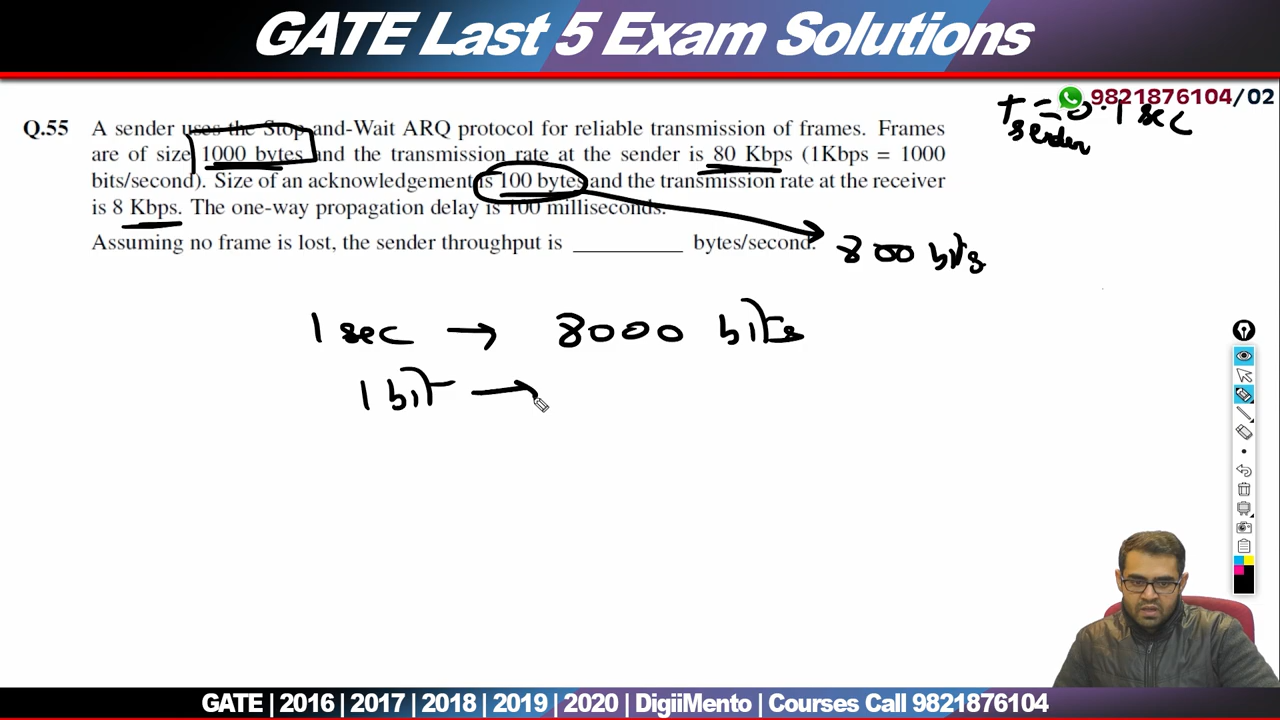 GATE Last 5 Exam Solutions
9821876104/02
T = 0.1 sec
sender
Q.55 A sender uses the Stop-and-Wait ARQ protocol for reliable transmission of frames. Frames
are of size 1000 bytes and the transmission rate at the sender is 80 Kbps (1Kbps = 1000
bits/second). Size of an acknowledgement is 100 bytes and the transmission rate at the receiver
is 8 Kbps. The one-way propagation delay is 100 milliseconds.
Assuming no frame is lost, the sender throughput is __________ bytes/second.
800 bits
1 sec → 8000 bits
1 bit →
GATE | 2016 | 2017 | 2018 | 2019 | 2020 | DigiiMento | Courses Call 9821876104